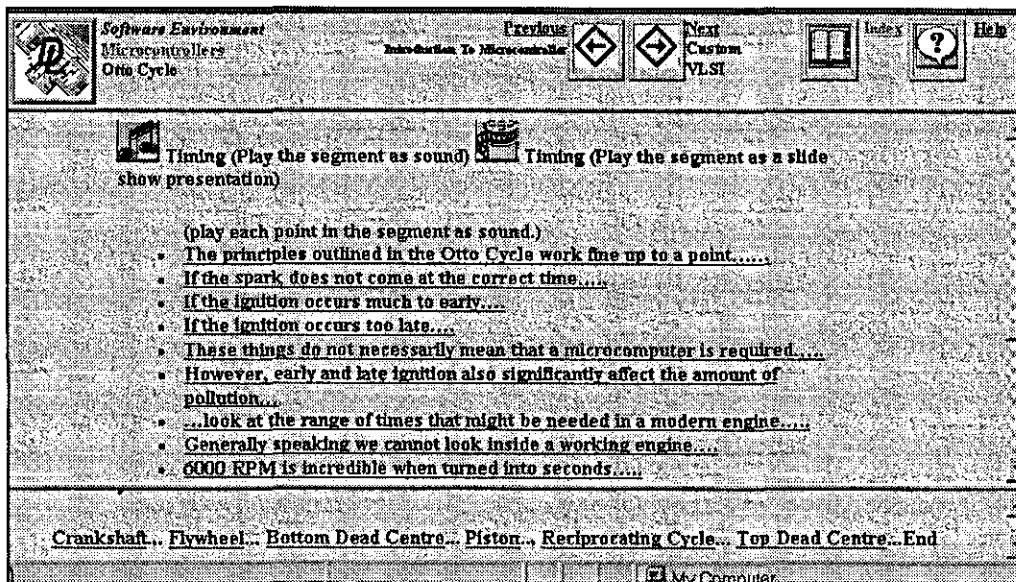 Software Environment
Microcontrollers
Otto Cycle
Previous
Introduction To Microcontroller
Next
Custom
VLSI
Index
Help
Timing (Play the segment as sound) Timing (Play the segment as a slide
show presentation)
(play each point in the segment as sound.)
The principles outlined in the Otto Cycle work fine up to a point.....,
If the spark does not come at the correct time.....
If the ignition occurs much to early....
If the ignition occurs too late....
These things do not necessarily mean that a microcomputer is required.....
However, early and late ignition also significantly affect the amount of
pollution....
...look at the range of times that might be needed in a modern engine.....
Generally speaking we cannot look inside a working engine....
6000 RPM is incredible when turned into seconds.....
Crankshaft... Flywheel... Bottom Dead Centre... Piston... Reciprocating Cycle... Top Dead Centre...End
My Computer